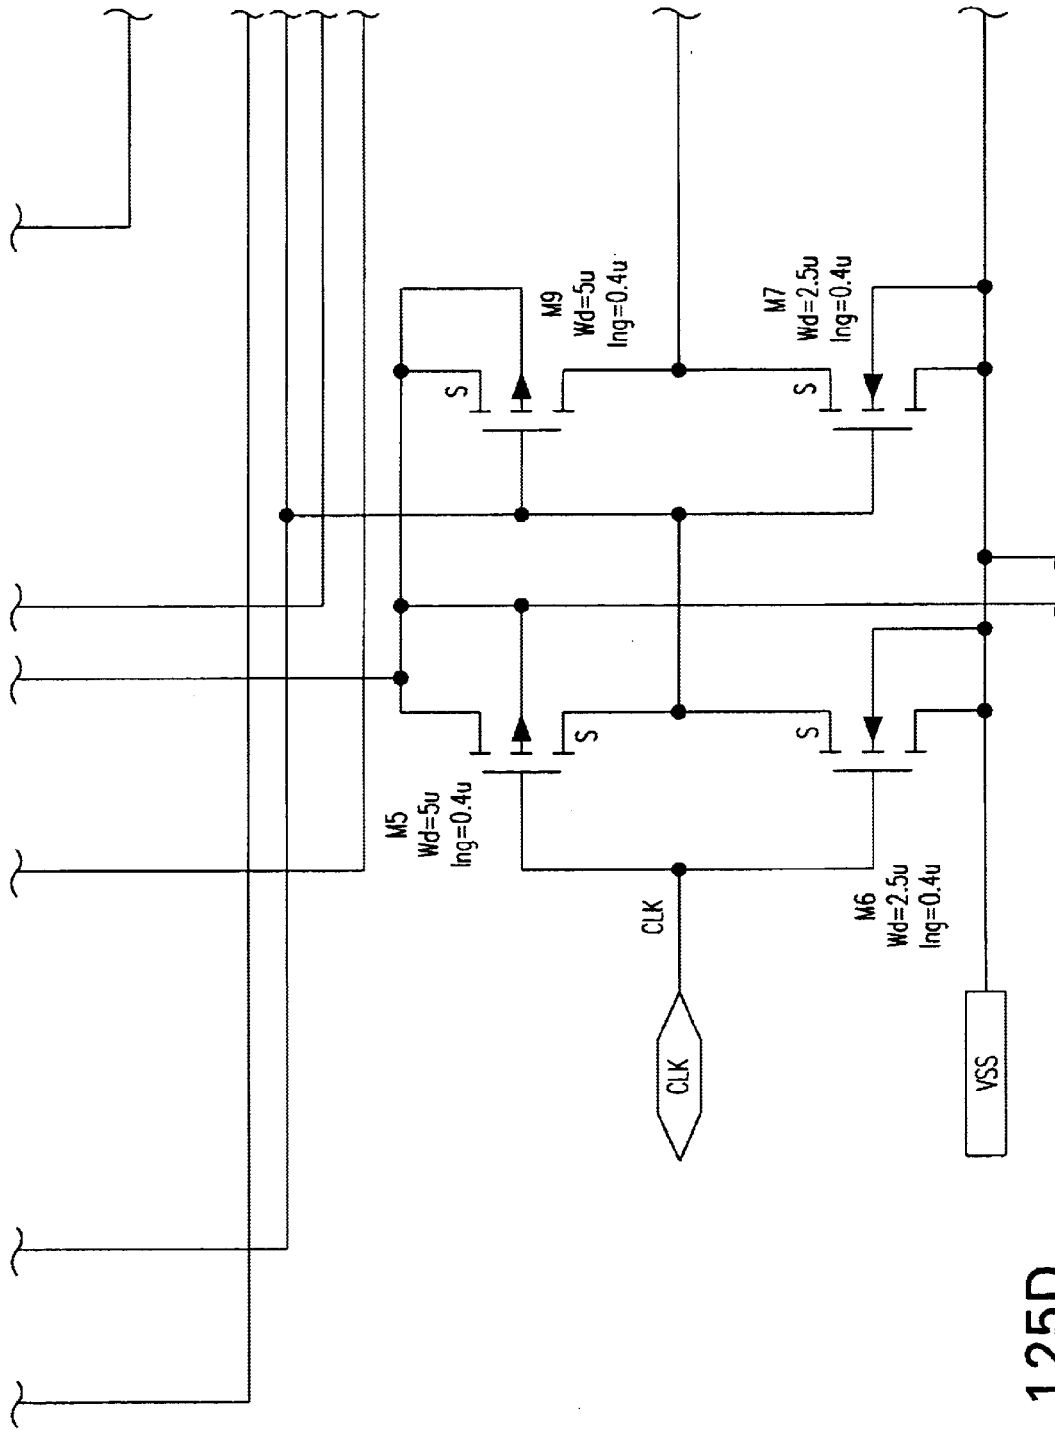 M9
Wd=5u
lng=0.4u
M7
Wd=2.5u
lng=0.4u
S
S
M5
Wd=5u
lng=0.4u
S
S
M6
Wd=2.5u
lng=0.4u
CLK
CLK
VSS
125D